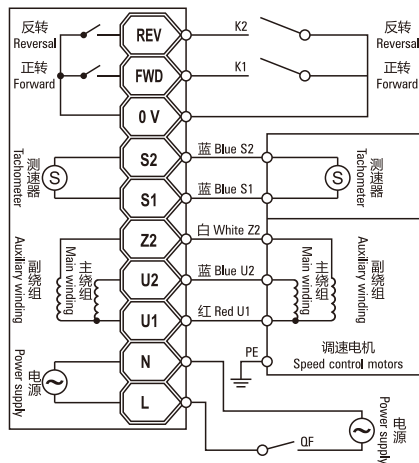 反转
Reversal
REV
K2
反转
Reversal
正转
Forward
FWD
K1
正转
Forward
0 V
测速器
Tachometer
S
S2
蓝 Blue S2
S
测速器
Tachometer
S1
蓝 Blue S1
副绕组
Auxiliary winding
主绕组
Main winding
Z2
白 White Z2
主绕组
Main winding
副绕组
Auxiliary winding
U2
蓝 Blue U2
U1
红 Red U1
电源
Power supply
N
PE
调速电机
Speed control motors
L
QF
电源
Power supply